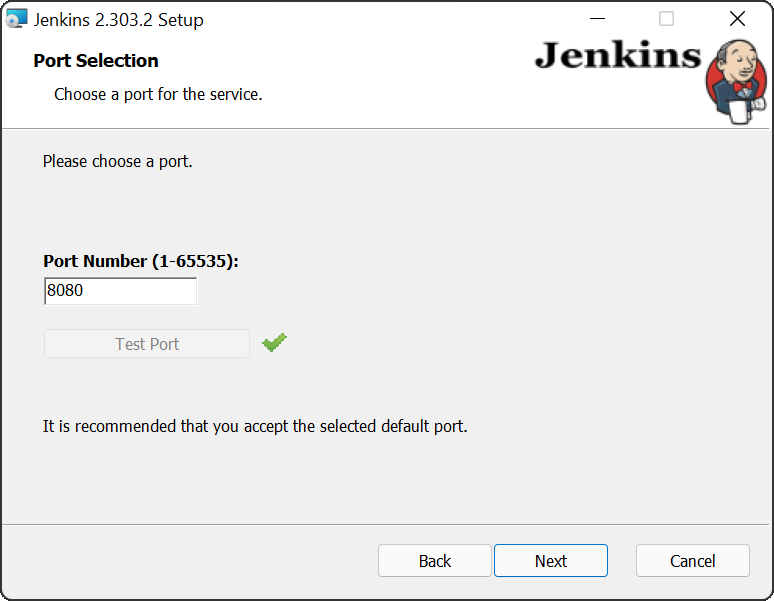 Jenkins 2.303.2 Setup
Port Selection
Jenkins
Choose a port for the service.
Please choose a port.
Port Number (1-65535):
8080
Test Port
It is recommended that you accept the selected default port.
Back
Next
Cancel